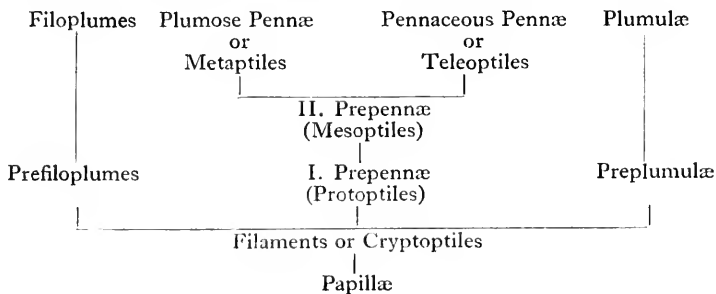 Filoplumes Plumose Pennæ Pennaceous Pennæ Plumulæ
or or
Metaptiles Teleoptiles
II. Prepennæ
(Mesoptiles)
Prefiloplumes I. Prepennæ Preplumulæ
(Protoptiles)
Filaments or Cryptoptiles
Papillæ